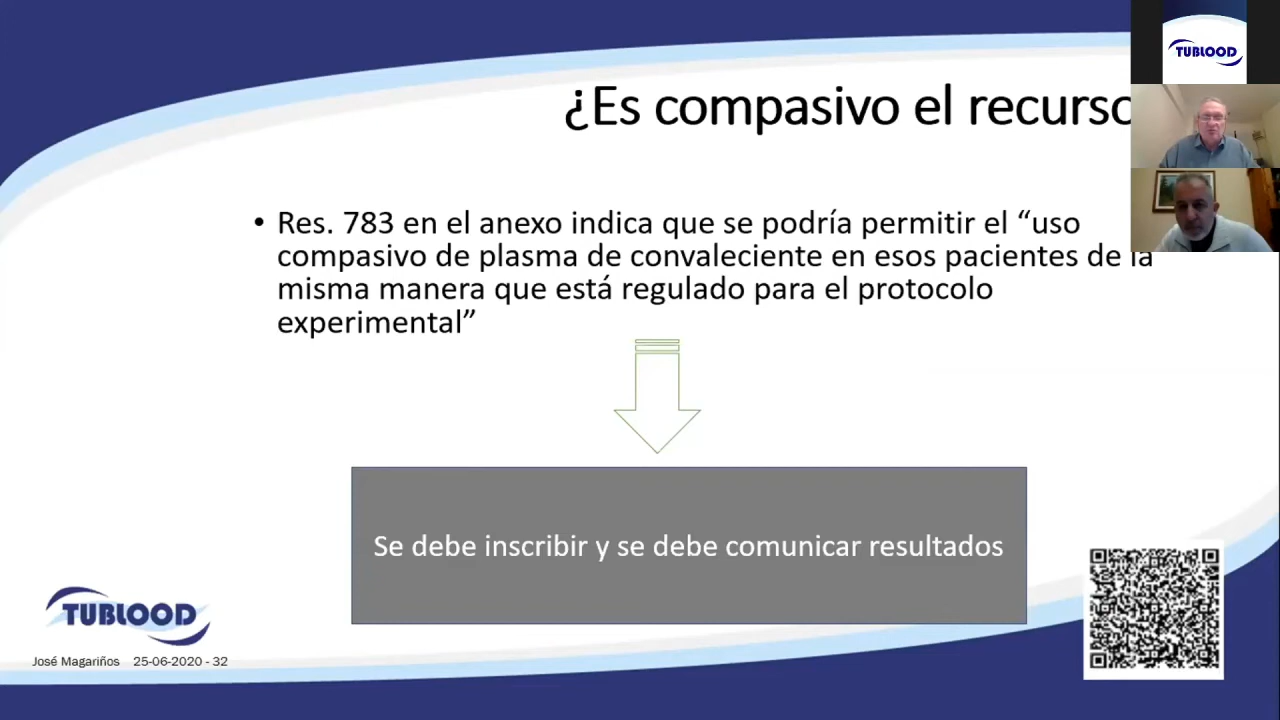 ¿Es compasivo el recurso
TUBLOOD
• Res. 783 en el anexo indica que se podría permitir el “uso
compasivo de plasma de convaleciente en esos pacientes de la
misma manera que está regulado para el protocolo
experimental”
Se debe inscribir y se debe comunicar resultados
TUBLOOD
José Magariños 25-06-2020 - 32